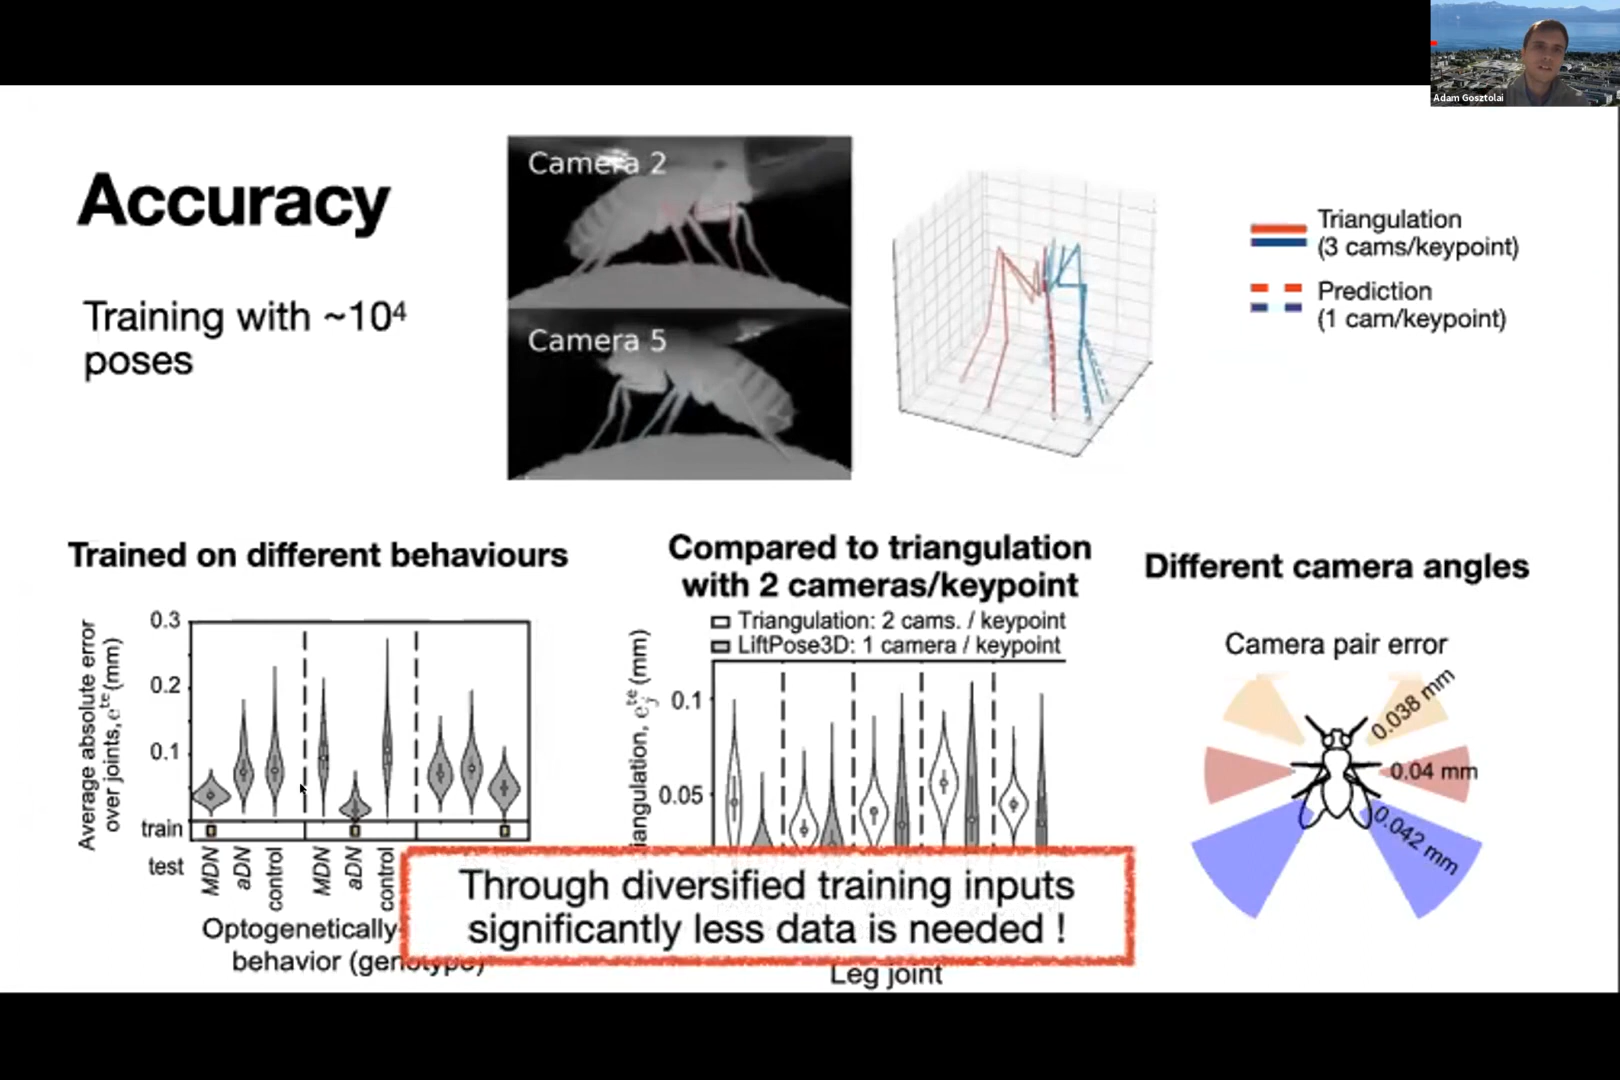 Adam Gosztolai
Accuracy
Training with ~10⁴
poses
Camera 2
Camera 5
Triangulation
(3 cams/keypoint)
Prediction
(1 cam/keypoint)
Trained on different behaviours
Average absolute error
over joints, eᵗᵉ (mm)
0.3
0.2
0.1
train
test
MDN
aDN
control
MDN
aDN
control
Optogenetically
behavior (genotype)
Compared to triangulation
with 2 cameras/keypoint
Triangulation: 2 cams. / keypoint
LiftPose3D: 1 camera / keypoint
iangulation, eⱼᵗᵉ (mm)
0.1
0.05
Leg joint
Through diversified training inputs
significantly less data is needed !
Different camera angles
Camera pair error
0.038 mm
0.04 mm
0.042 mm